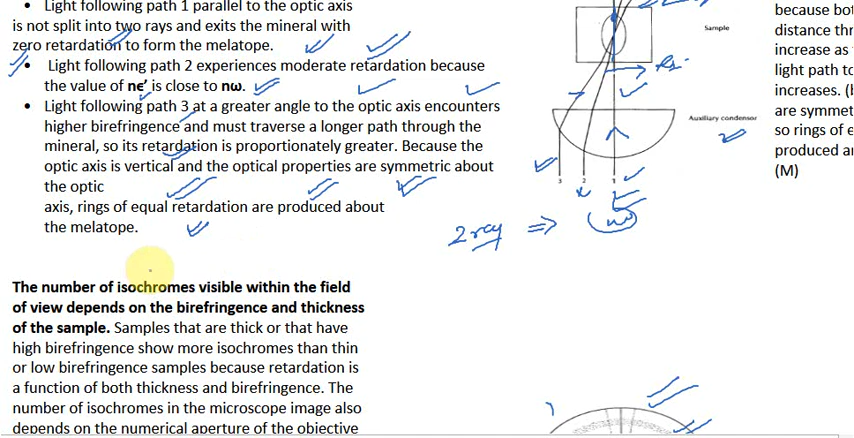 • Light following path 1 parallel to the optic axis
is not split into two rays and exits the mineral with
zero retardation to form the melatope.
• Light following path 2 experiences moderate retardation because
the value of nє′ is close to nω.
• Light following path 3 at a greater angle to the optic axis encounters
higher birefringence and must traverse a longer path through the
mineral, so its retardation is proportionately greater. Because the
optic axis is vertical and the optical properties are symmetric about
the optic
axis, rings of equal retardation are produced about
the melatope.
The number of isochromes visible within the field
of view depends on the birefringence and thickness
of the sample. Samples that are thick or that have
high birefringence show more isochromes than thin
or low birefringence samples because retardation is
a function of both thickness and birefringence. The
number of isochromes in the microscope image also
depends on the numerical aperture of the objective
Sample
Auxiliary condensor
3 2 1
2 ray ⇒
because bot
distance thr
increase as
light path to
increases. (
are symmet
so rings of e
produced a
(M)